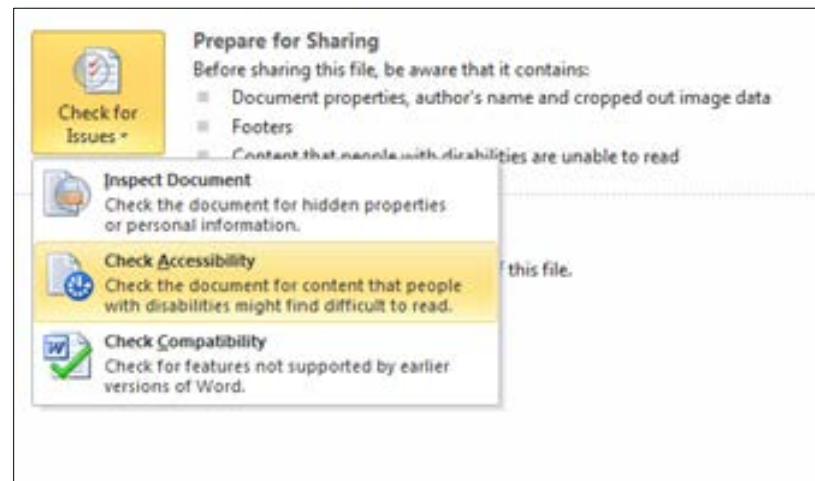 Prepare for Sharing
Before sharing this file, be aware that it contains:
Document properties, author's name and cropped out image data
Footers
Content that people with disabilities are unable to read
Check for
Issues
Inspect Document
Check the document for hidden properties
or personal information.
Check Accessibility
Check the document for content that people
with disabilities might find difficult to read.
this file.
Check Compatibility
Check for features not supported by earlier
versions of Word.